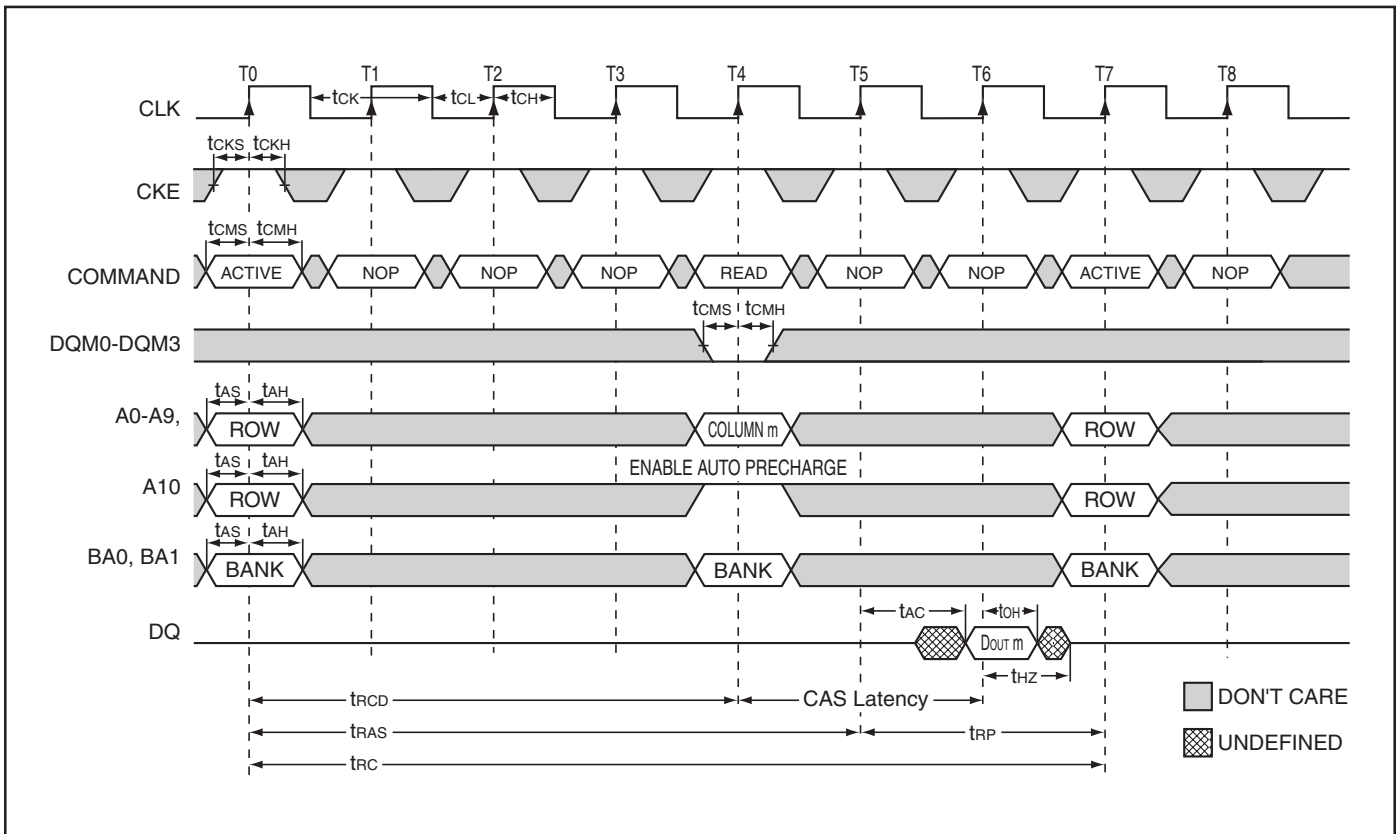 T0 T1 T2 T3 T4 T5 T6 T7 T8
CLK
tCK tCL tCH
tCKS tCKH
CKE
tCMS tCMH
COMMAND
ACTIVE NOP NOP NOP READ NOP NOP ACTIVE NOP
tCMS tCMH
DQM0-DQM3
tAS tAH
A0-A9,
ROW COLUMN m ROW
tAS tAH
ENABLE AUTO PRECHARGE
A10
ROW ROW
tAS tAH
BA0, BA1
BANK BANK BANK
tAC tOH
DQ
DOUT m
tHZ
tRCD CAS Latency
DON'T CARE
tRAS tRP
UNDEFINED
tRC